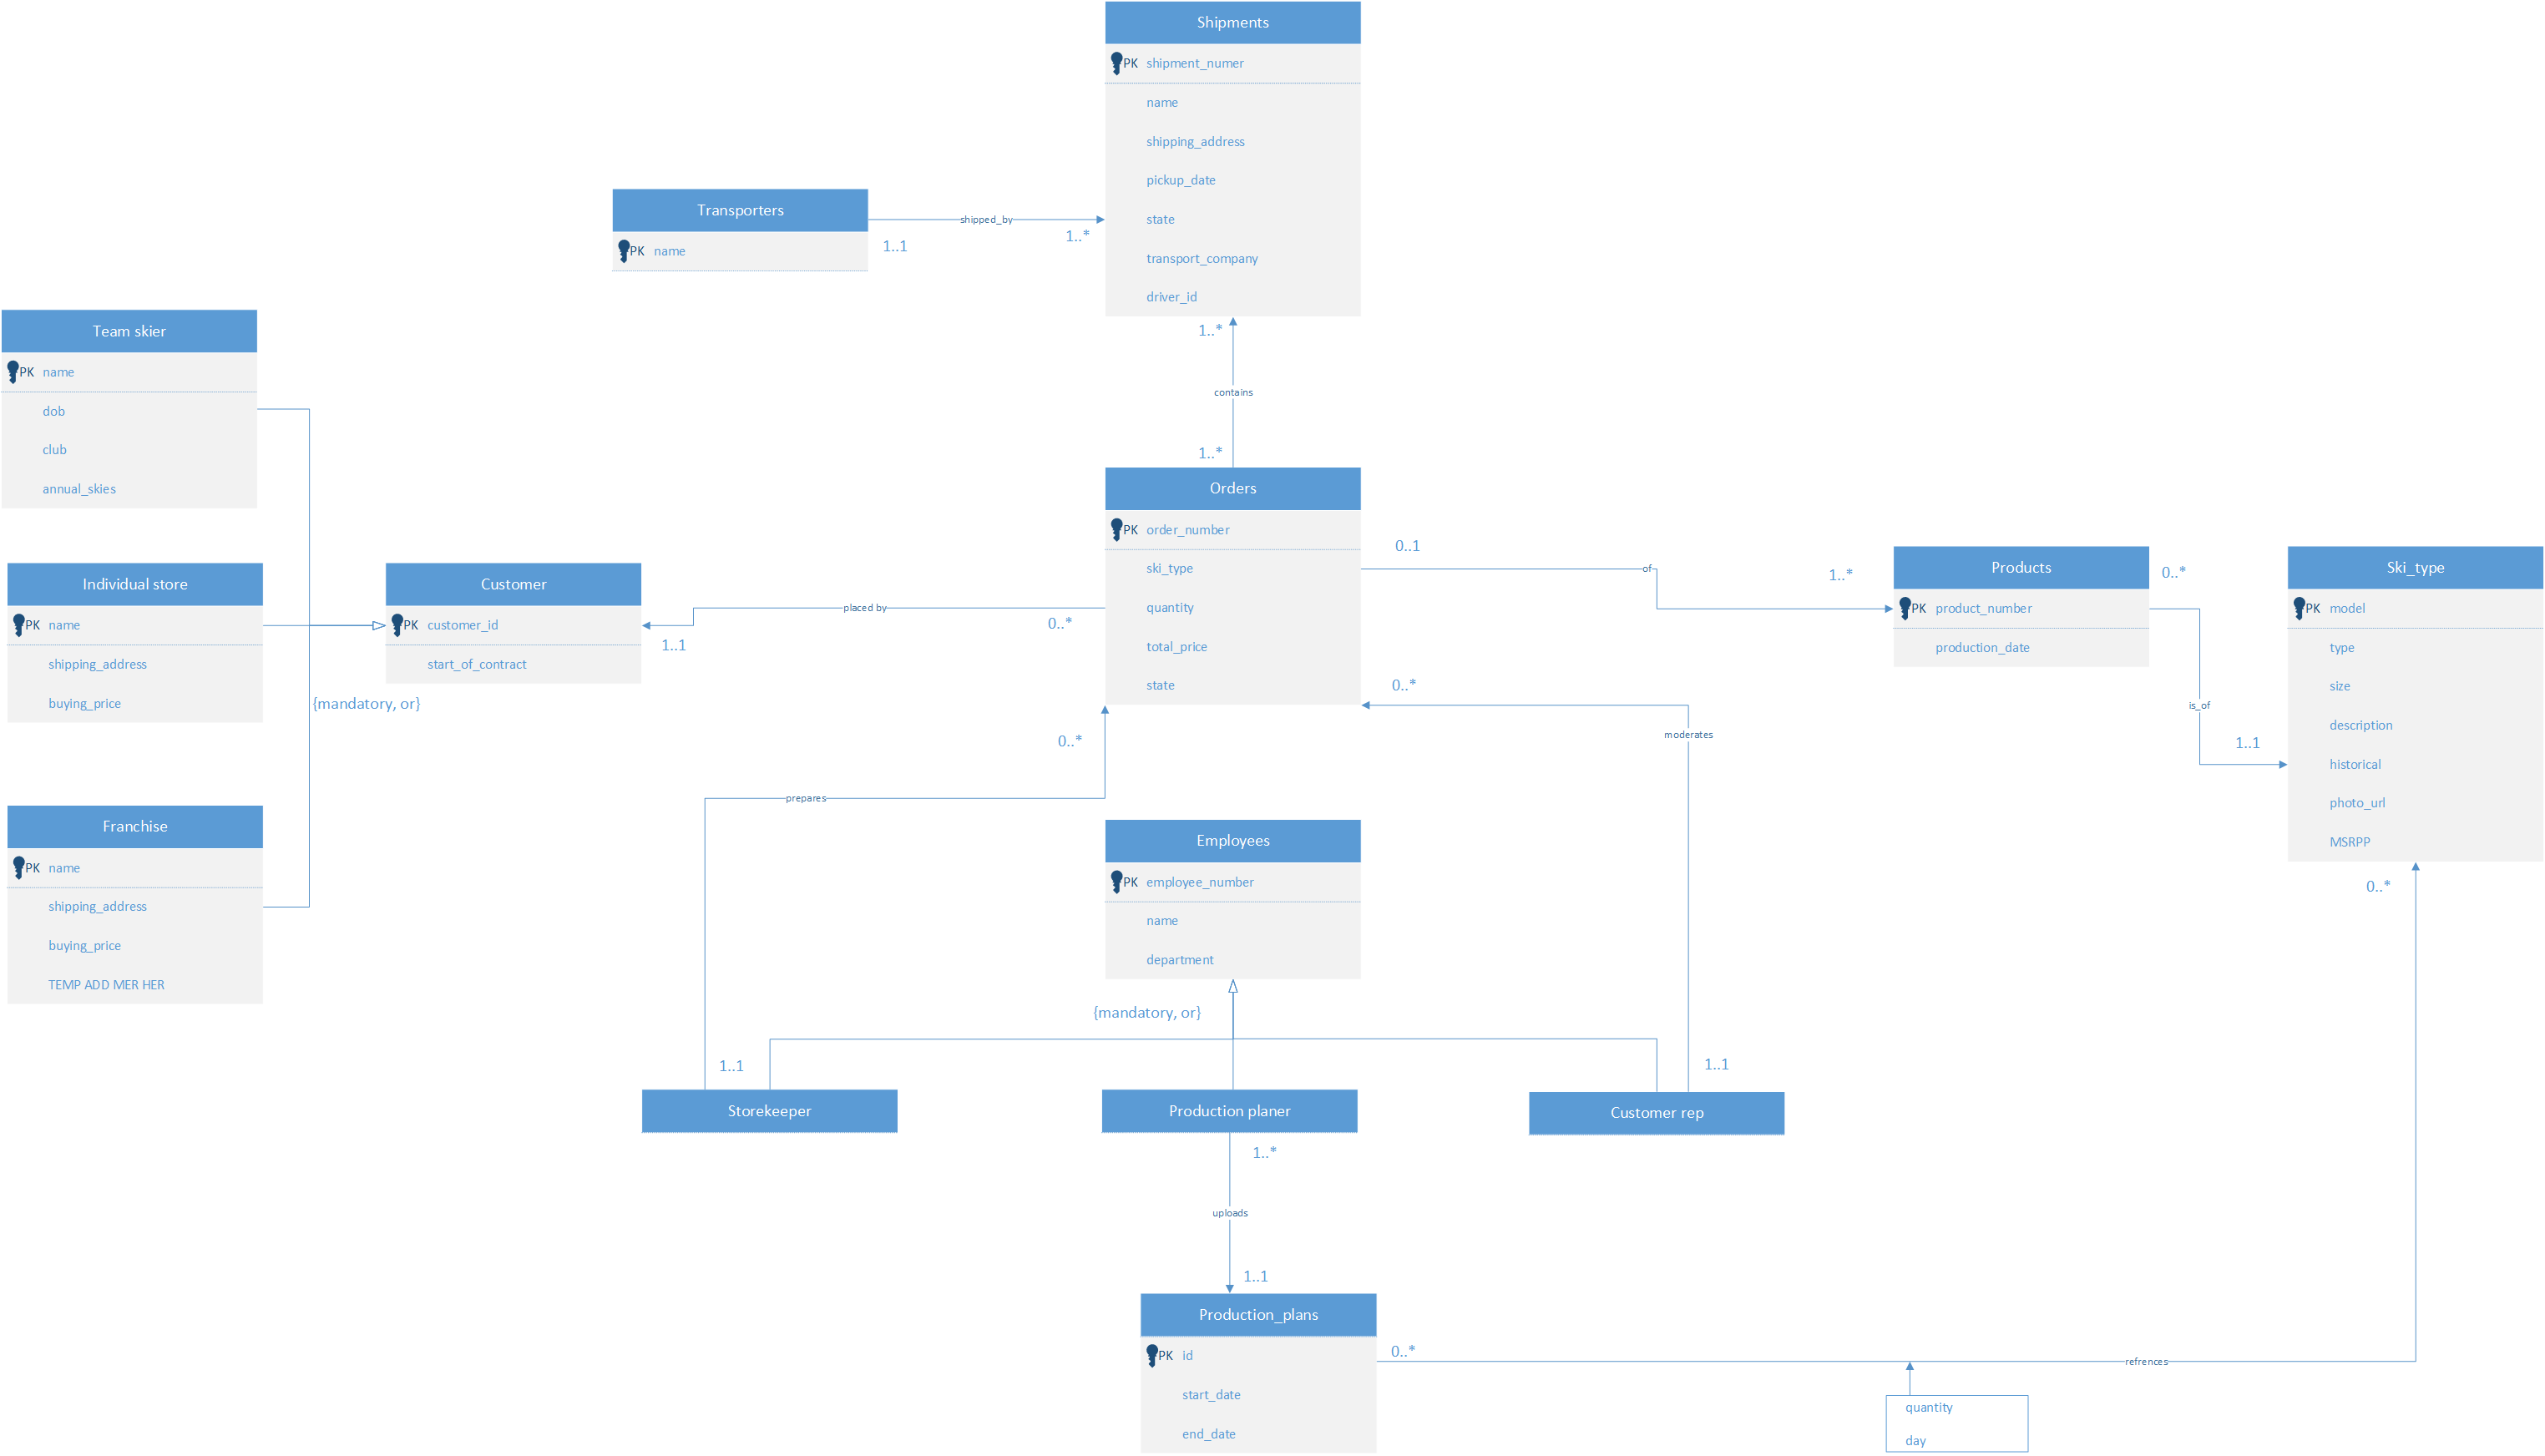 Shipments
PK shipment_numer
name
shipping_address
pickup_date
state
transport_company
driver_id
Transporters
PK name
1..1
shipped_by
1..*
1..*
contains
1..*
Team skier
PK name
dob
club
annual_skies
Individual store
PK name
shipping_address
buying_price
Franchise
PK name
shipping_address
buying_price
TEMP ADD MER HER
{mandatory, or}
Customer
PK customer_id
start_of_contract
1..1
placed by
0..*
Orders
PK order_number
ski_type
quantity
total_price
state
0..1
of
1..*
Products
PK product_number
production_date
0..*
is_of
1..1
Ski_type
PK model
type
size
description
historical
photo_url
MSRPP
0..*
0..*
moderates
1..1
0..*
prepares
1..1
Employees
PK employee_number
name
department
{mandatory, or}
Storekeeper
Production planer
Customer rep
1..*
uploads
1..1
Production_plans
PK id
start_date
end_date
0..*
refrences
quantity
day